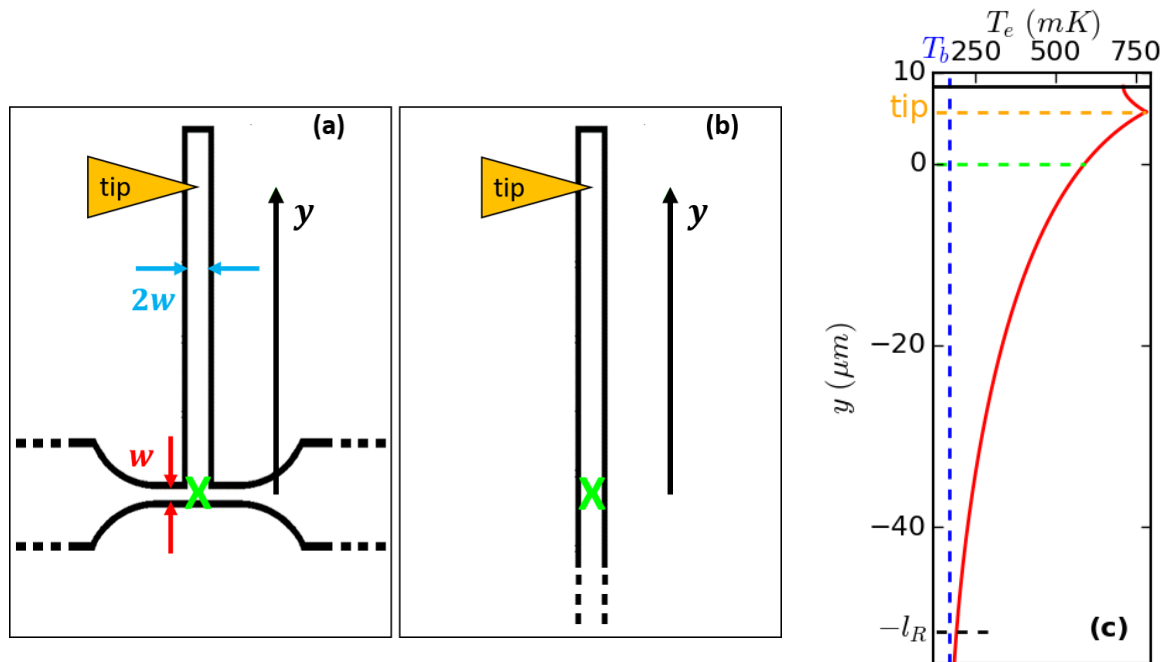 (a)
tip
y
2w
w
X
(b)
tip
y
X
T_e (mK)
T_b 250 500 750
10
tip
0
−20
−40
−l_R
y (μm)
(c)